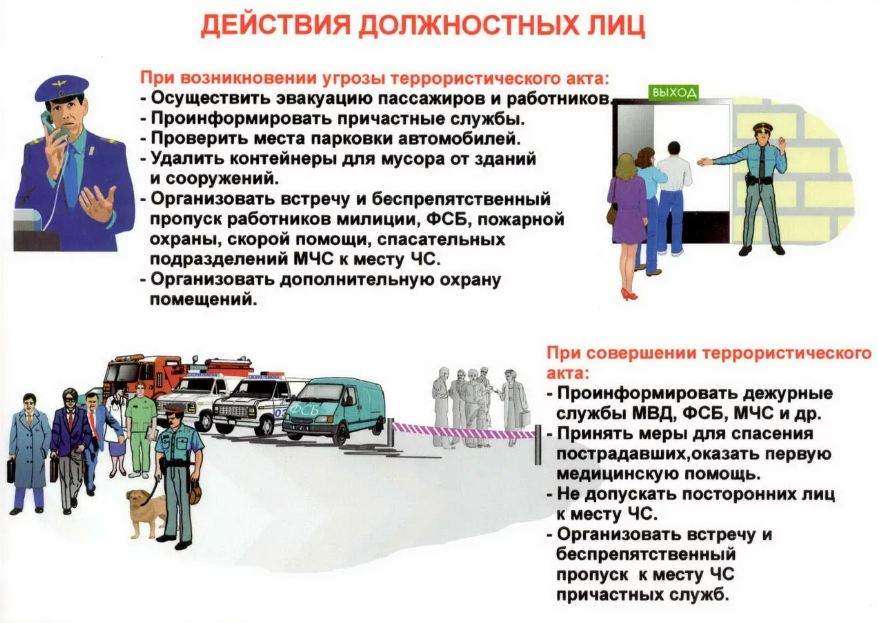 ДЕЙСТВИЯ ДОЛЖНОСТНЫХ ЛИЦ
При возникновении угрозы террористического акта:
- Осуществить эвакуацию пассажиров и работников.
- Проинформировать причастные службы.
- Проверить места парковки автомобилей.
- Удалить контейнеры для мусора от зданий
и сооружений.
- Организовать встречу и беспрепятственный
пропуск работников милиции, ФСБ, пожарной
охраны, скорой помощи, спасательных
подразделений МЧС к месту ЧС.
- Организовать дополнительную охрану
помещений.
ВЫХОД
ФСБ
При совершении террористического
акта:
- Проинформировать дежурные
службы МВД, ФСБ, МЧС и др.
- Принять меры для спасения
пострадавших,оказать первую
медицинскую помощь.
- Не допускать посторонних лиц
к месту ЧС.
- Организовать встречу и
беспрепятственный
пропуск к месту ЧС
причастных служб.